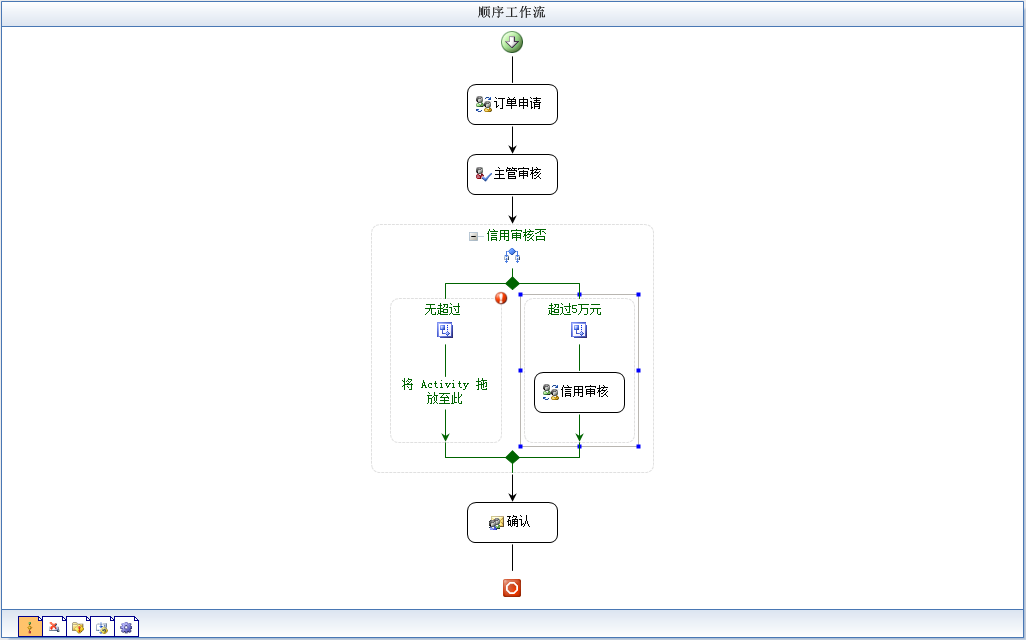 顺序工作流
订单申请
主管审核
信用审核否
无超过
超过5万元
将 Activity 拖
放至此
信用审核
确认